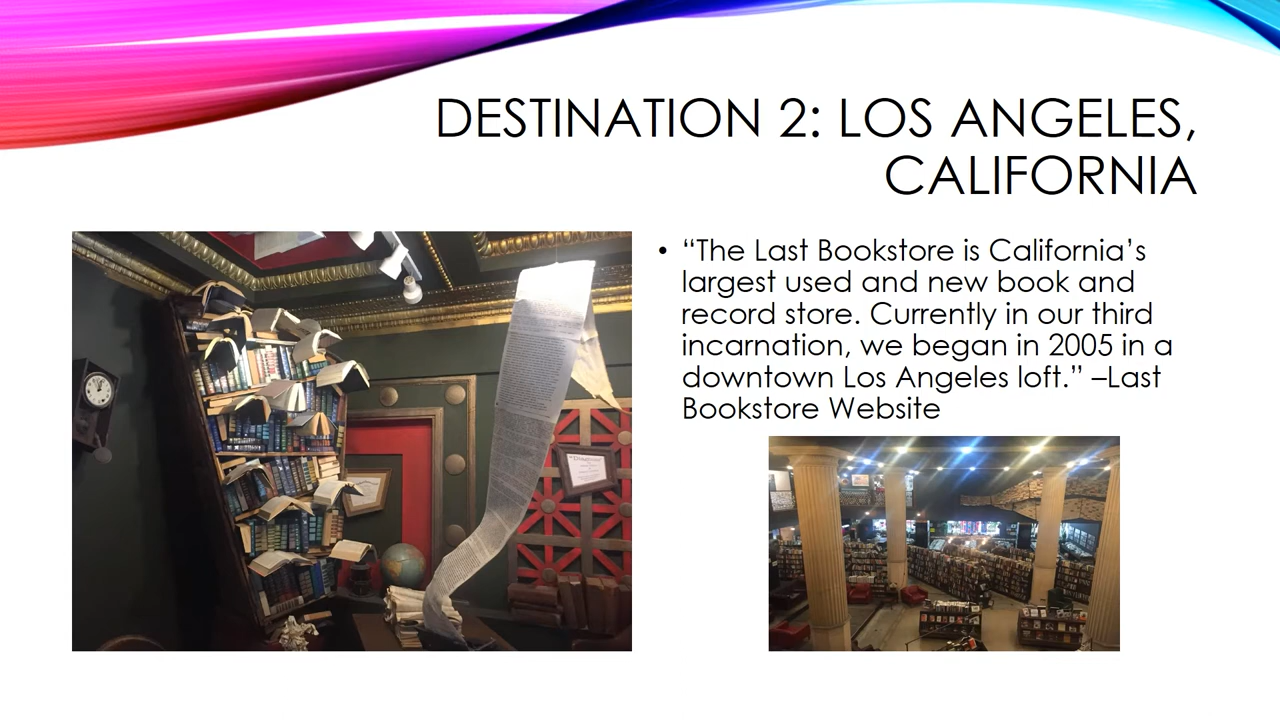 DESTINATION 2: LOS ANGELES,
CALIFORNIA
• “The Last Bookstore is California’s
largest used and new book and
record store. Currently in our third
incarnation, we began in 2005 in a
downtown Los Angeles loft.” –Last
Bookstore Website